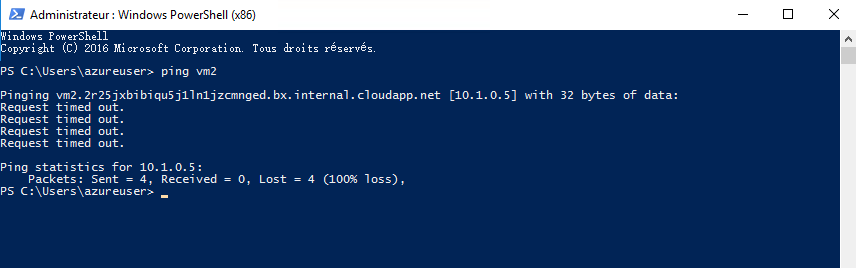 Administrateur : Windows PowerShell (x86)
Windows PowerShell
Copyright (C) 2016 Microsoft Corporation. Tous droits réservés.
PS C:\Users\azureuser> ping vm2
Pinging vm2.2r25jxbibiqu5j1ln1jzcmnged.bx.internal.cloudapp.net [10.1.0.5] with 32 bytes of data:
Request timed out.
Request timed out.
Request timed out.
Request timed out.
Ping statistics for 10.1.0.5:
Packets: Sent = 4, Received = 0, Lost = 4 (100% loss),
PS C:\Users\azureuser>